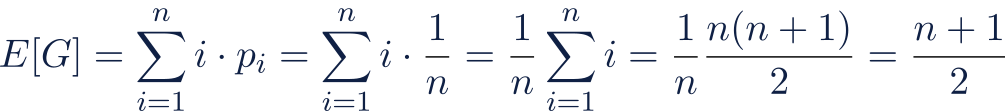 E[G] = \sum_{i=1}^{n} i \cdot p_i = \sum_{i=1}^{n} i \cdot \frac{1}{n} = \frac{1}{n} \sum_{i=1}^{n} i = \frac{1}{n} \frac{n(n+1)}{2} = \frac{n+1}{2}